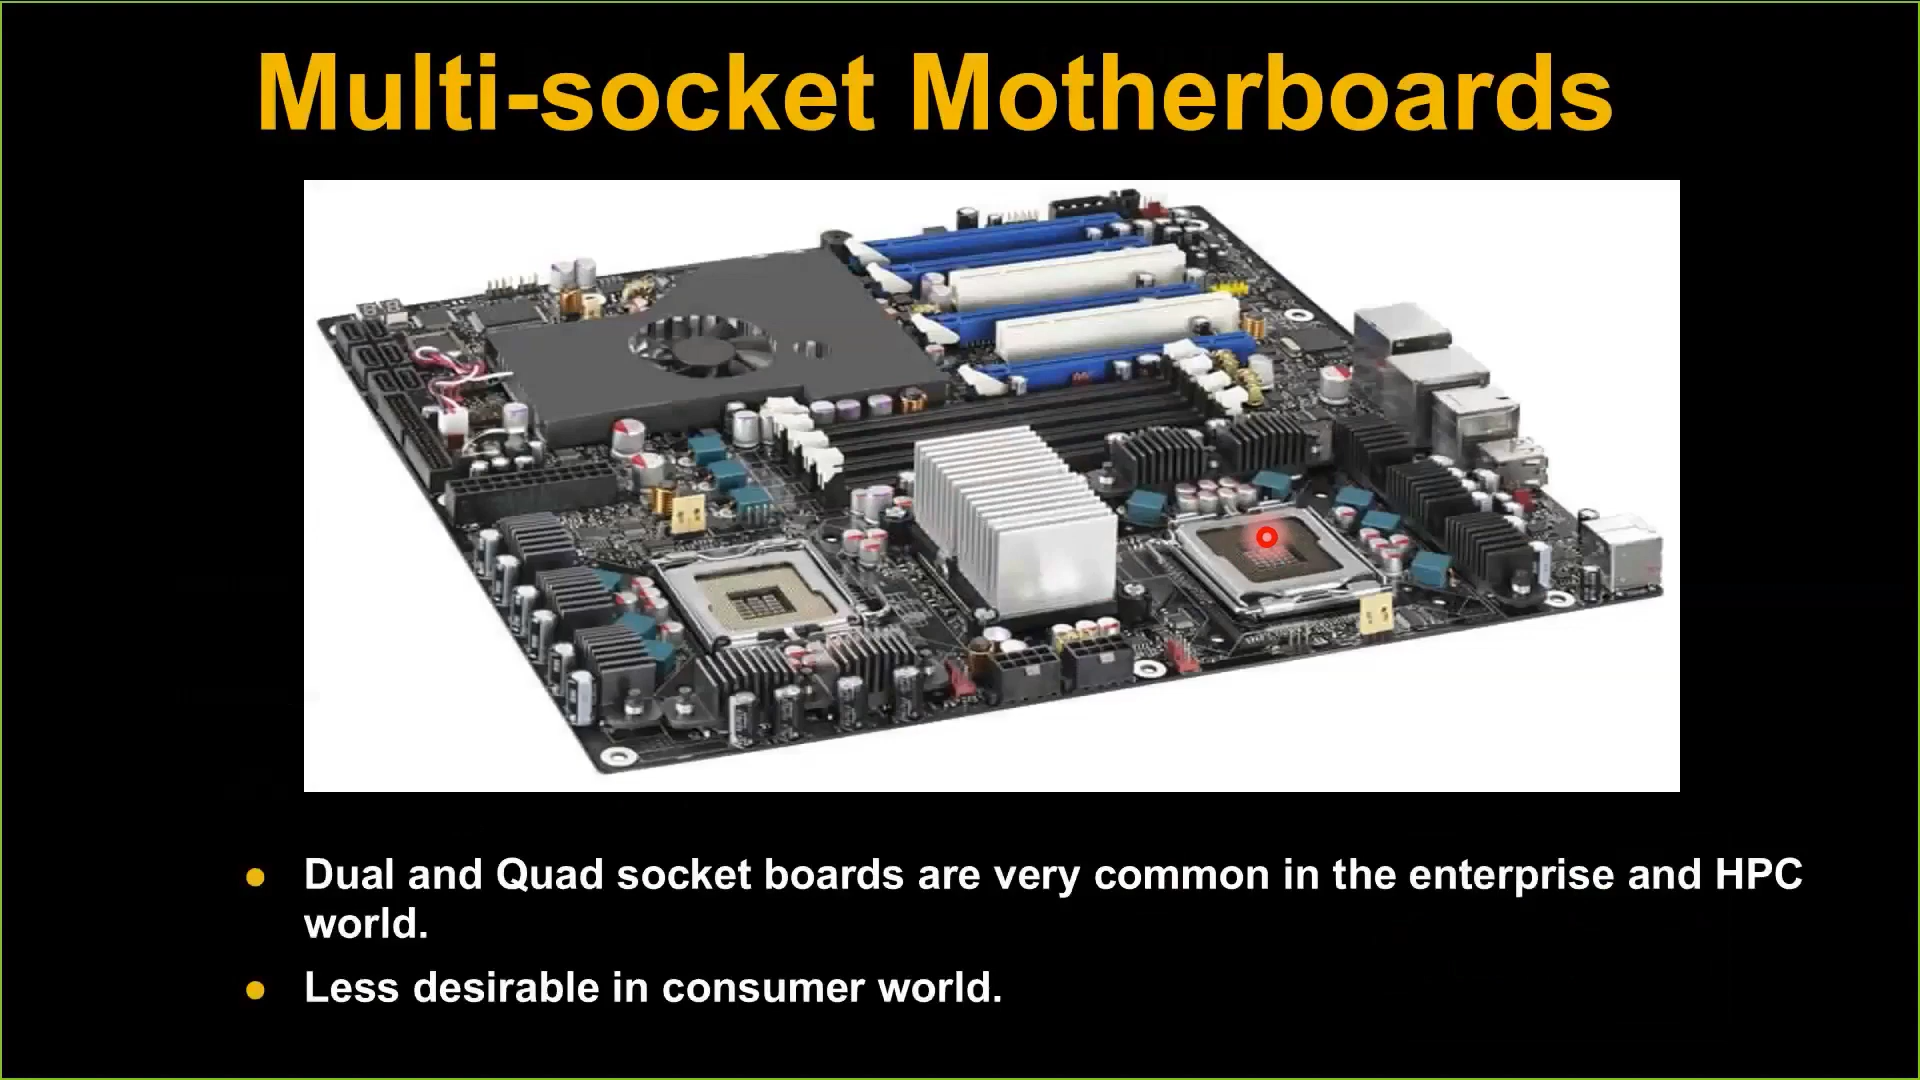 Multi-socket Motherboards
Dual and Quad socket boards are very common in the enterprise and HPC
world.
Less desirable in consumer world.